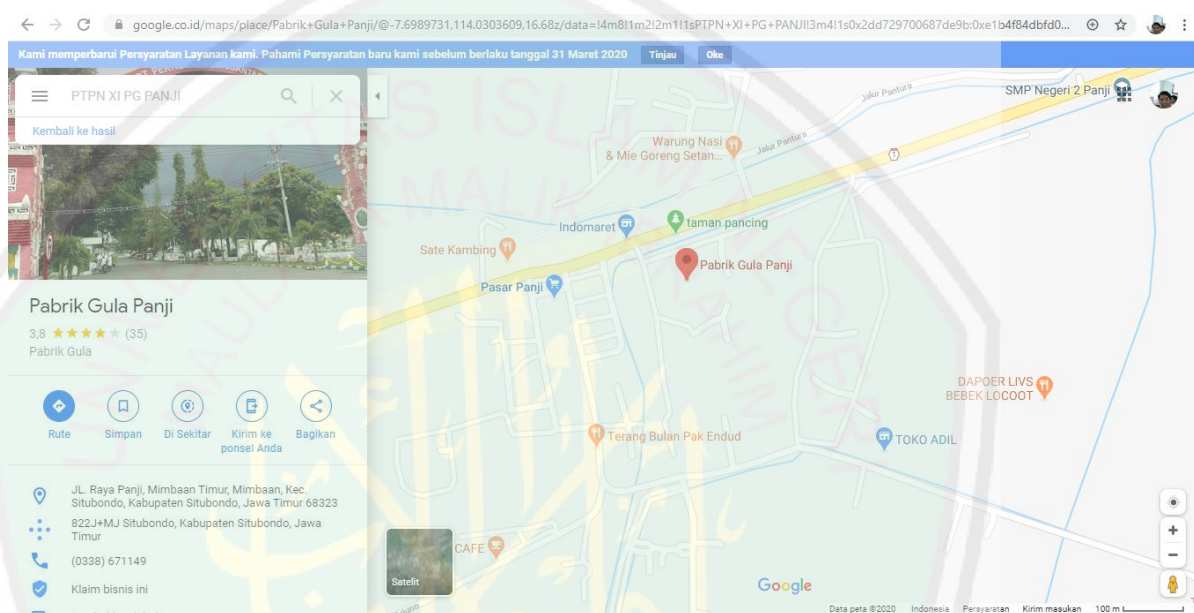 google.co.id/maps/place/Pabrik+Gula+Panji/@-7.6989731,114.0303609,16.68z/data=!4m8!1m2!2m1!1sPTPN+XI+PG+PANJI!3m4!1s0x2dd729700687de9b:0xe1b4f84dbfd0...
Kami memperbarui Persyaratan Layanan kami. Pahami Persyaratan baru kami sebelum berlaku tanggal 31 Maret 2020 Tinjau Oke
PTPN XI PG PANJI
Kembali ke hasil
Pabrik Gula Panji
3,8 (35)
Pabrik Gula
Rute
Simpan
Di Sekitar
Kirim ke
ponsel Anda
Bagikan
JL. Raya Panji, Mimbaan Timur, Mimbaan, Kec.
Situbondo, Kabupaten Situbondo, Jawa Timur 68323
822J+MJ Situbondo, Kabupaten Situbondo, Jawa
Timur
(0338) 671149
Klaim bisnis ini
Jalur Pantura
SMP Negeri 2 Panji
Warung Nasi
& Mie Goreng Setan...
Jalur Pantura
1
Indomaret
taman pancing
Sate Kambing
Pabrik Gula Panji
Pasar Panji
DAPOER LIVS
BEBEK LOCOOT
Terang Bulan Pak Endud
TOKO ADIL
CAFE
Satelit
Google
Data peta ©2020 Indonesia Persyaratan Kirim masukan 100 m